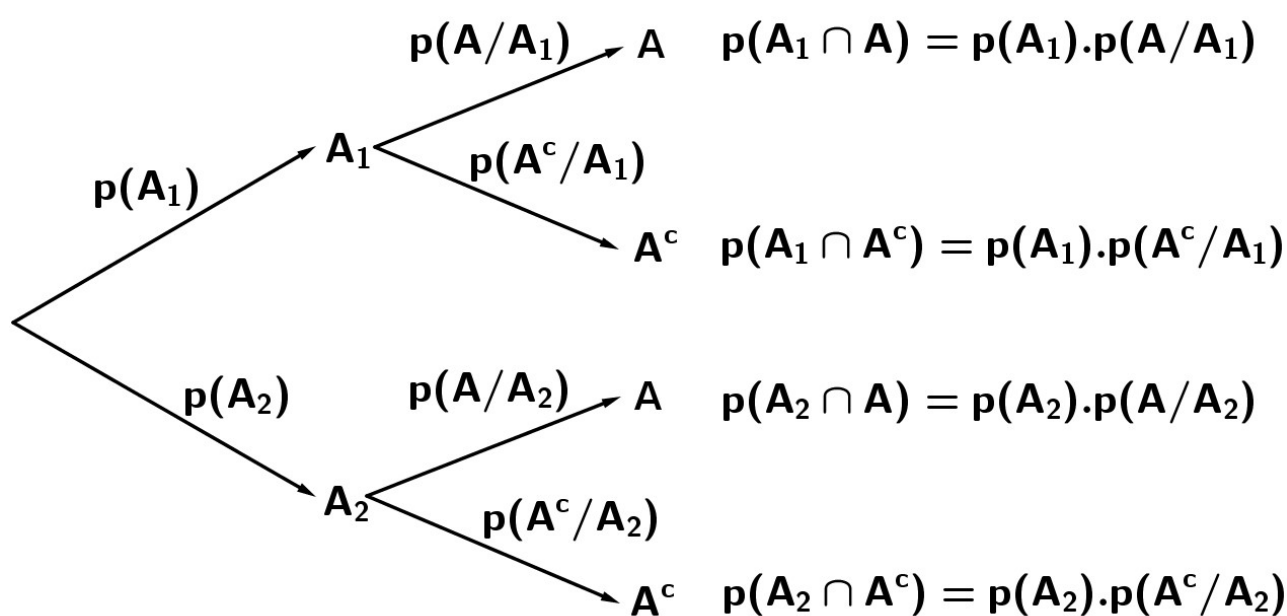 p(A/A₁) A p(A₁ ∩ A) = p(A₁).p(A/A₁)
A₁
p(Aᶜ/A₁)
p(A₁)
Aᶜ p(A₁ ∩ Aᶜ) = p(A₁).p(Aᶜ/A₁)
p(A₂)
p(A/A₂) A p(A₂ ∩ A) = p(A₂).p(A/A₂)
A₂
p(Aᶜ/A₂)
Aᶜ p(A₂ ∩ Aᶜ) = p(A₂).p(Aᶜ/A₂)